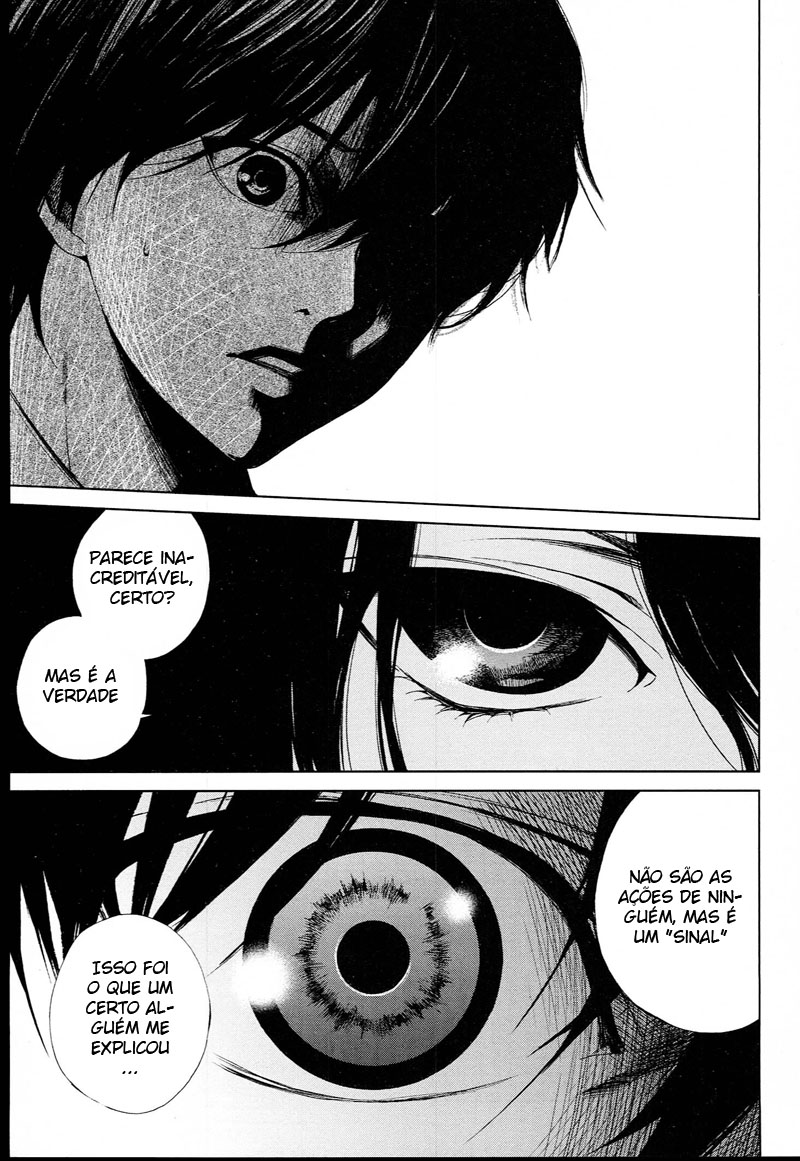 PARECE INA-
CREDITÁVEL,
CERTO?
MAS É A
VERDADE
NÃO SÃO AS
AÇÕES DE NIN-
GUÉM, MAS É
UM "SINAL"
ISSO FOI
O QUE UM
CERTO AL-
GUÉM ME
EXPLICOU
...